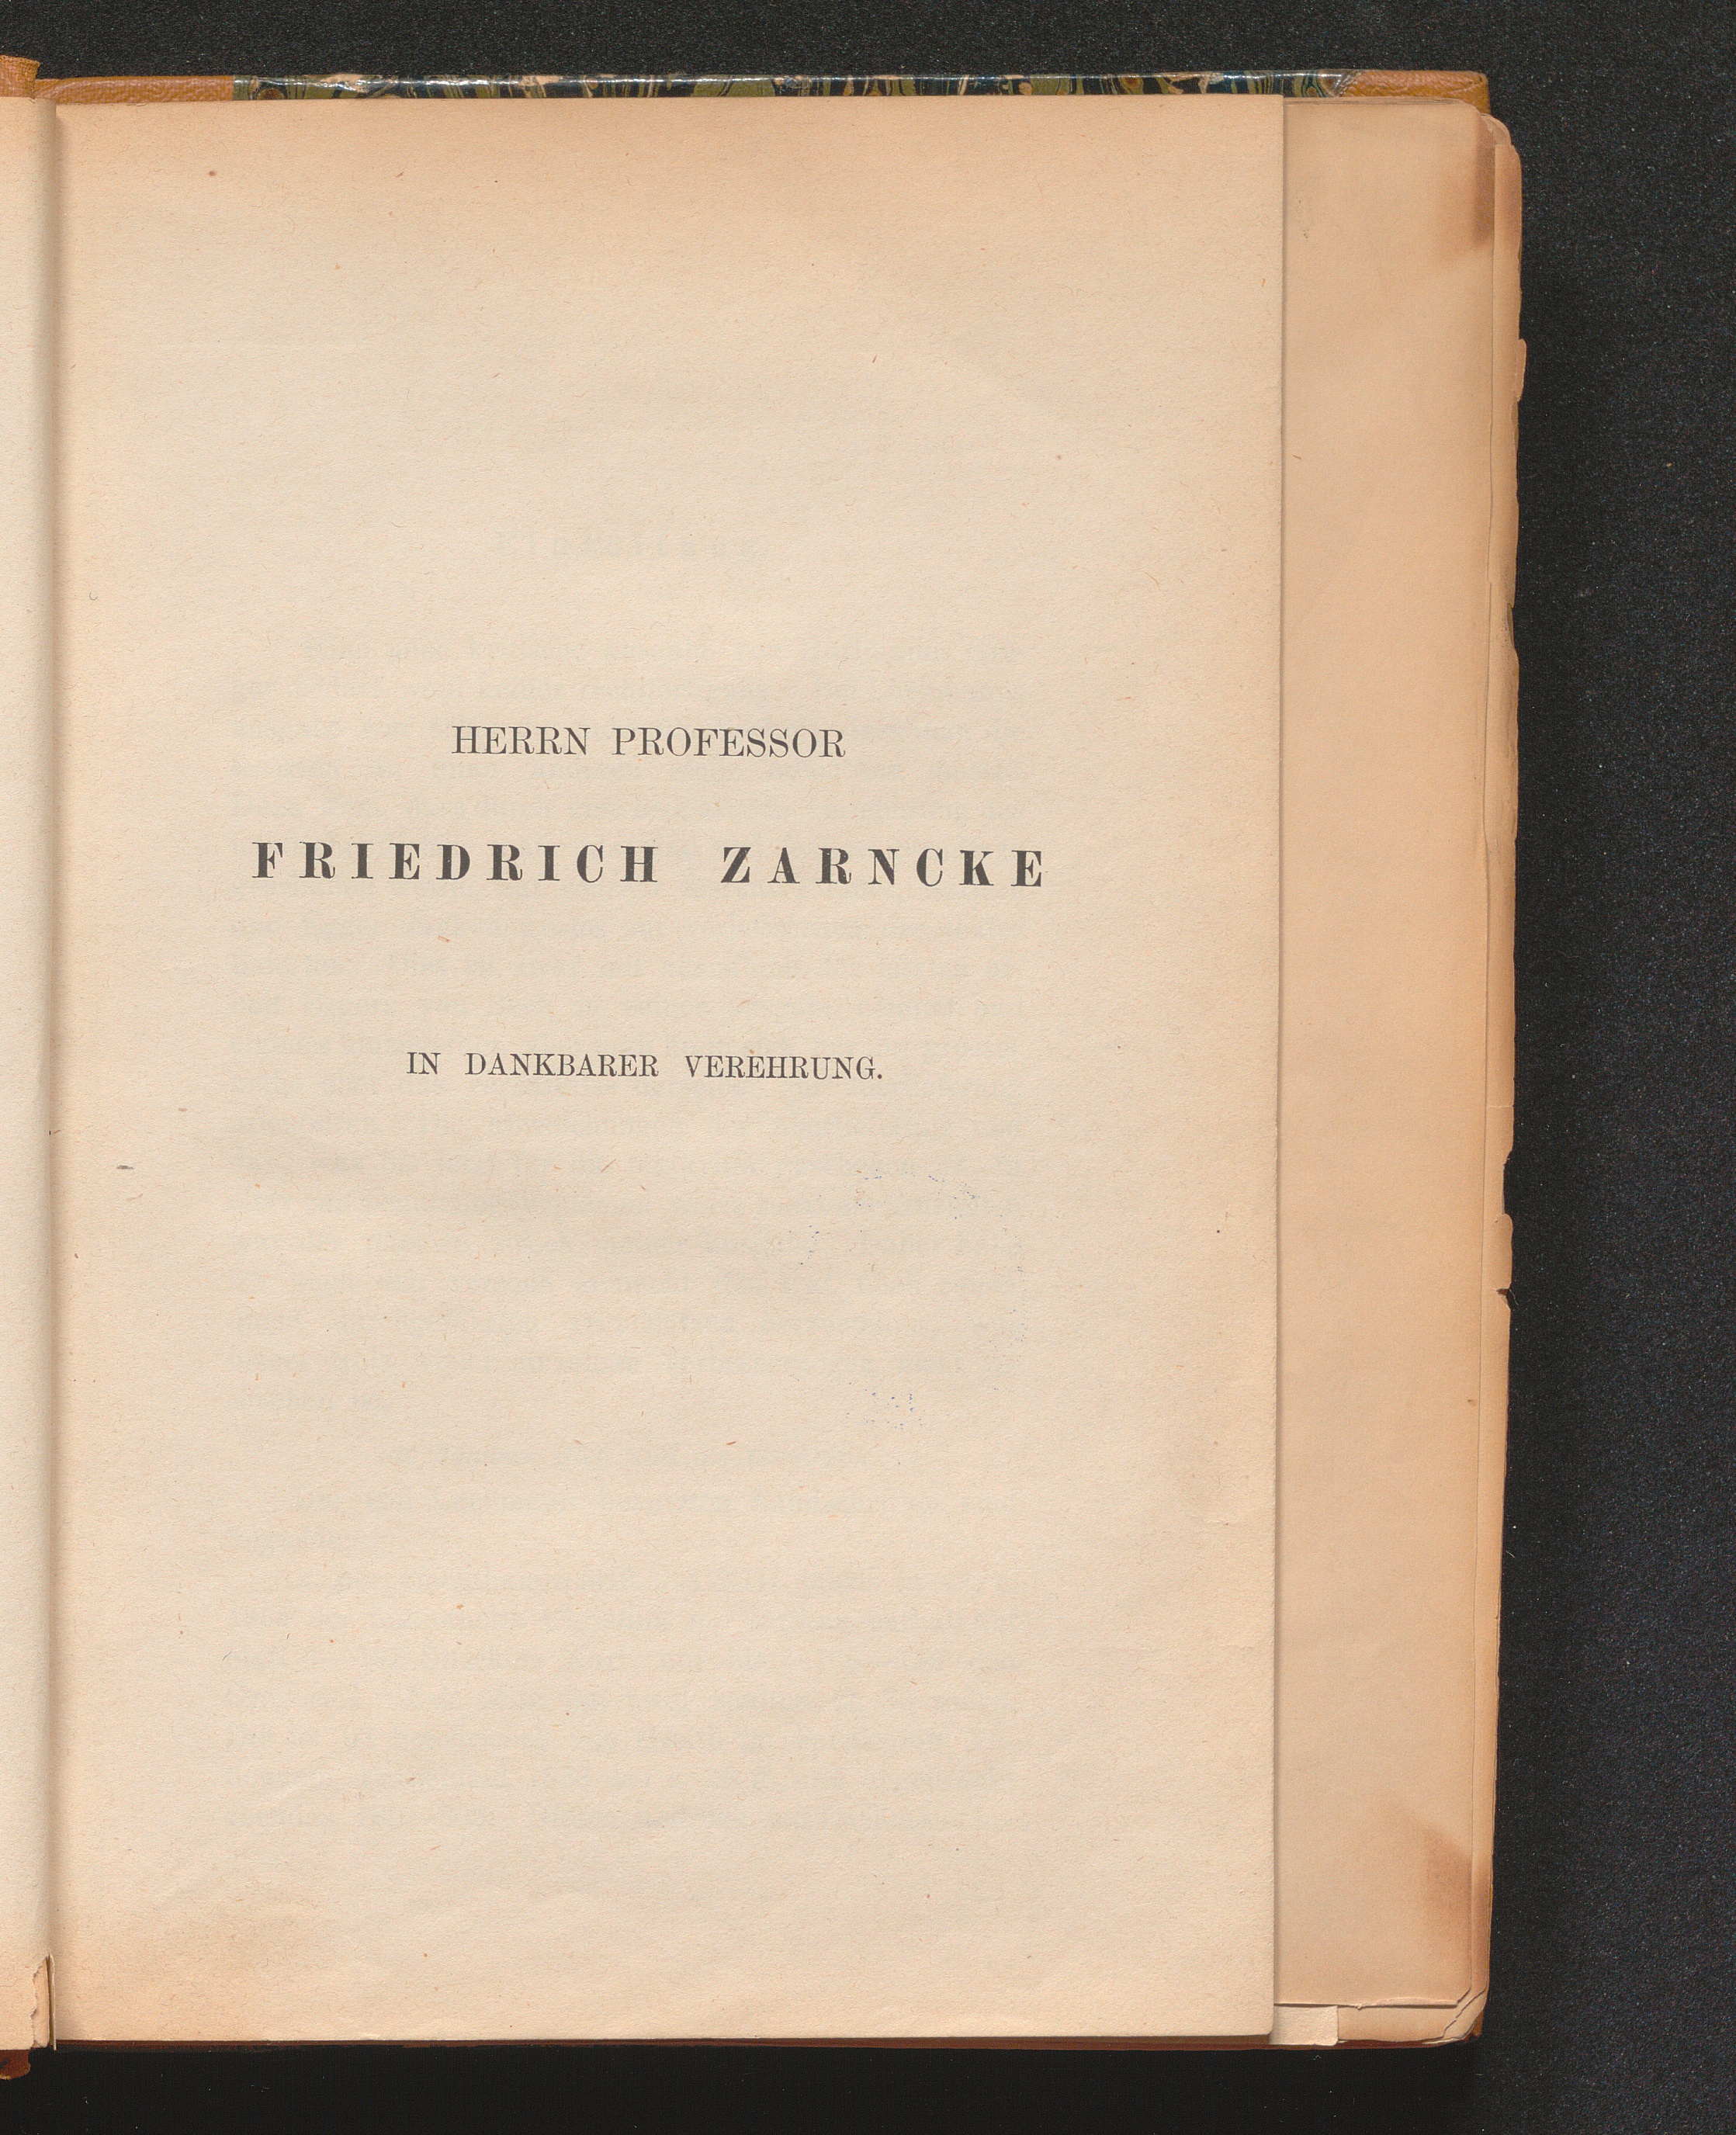 HERRN PROFESSOR
FRIEDRICH ZARNCKE
IN DANKBARER VEREHRUNG.